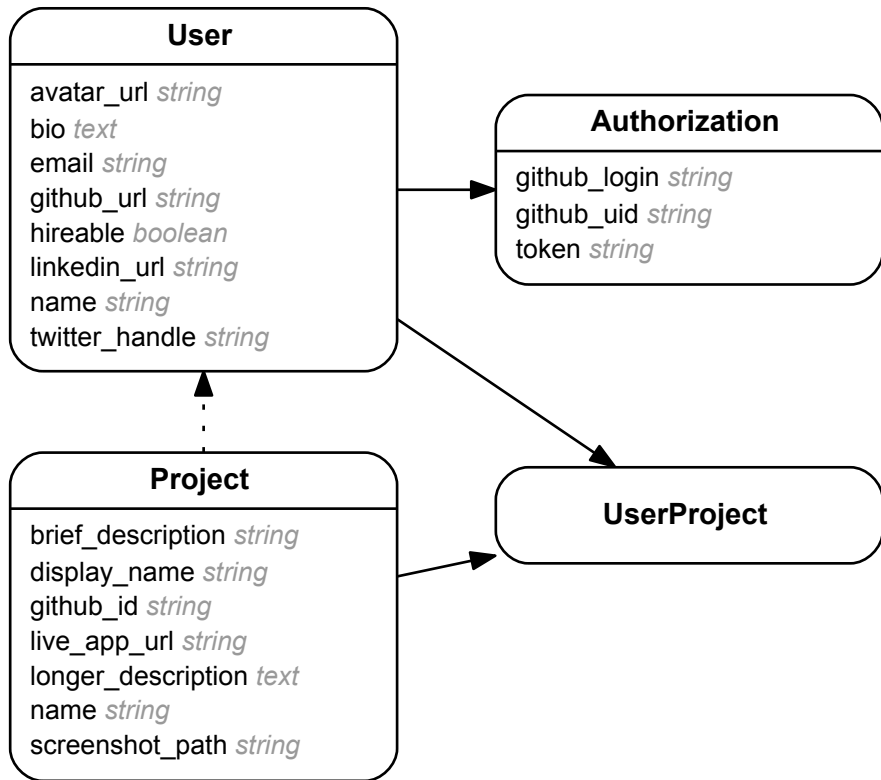 User
avatar_url string
bio text
email string
github_url string
hireable boolean
linkedin_url string
name string
twitter_handle string
Authorization
github_login string
github_uid string
token string
Project
brief_description string
display_name string
github_id string
live_app_url string
longer_description text
name string
screenshot_path string
UserProject